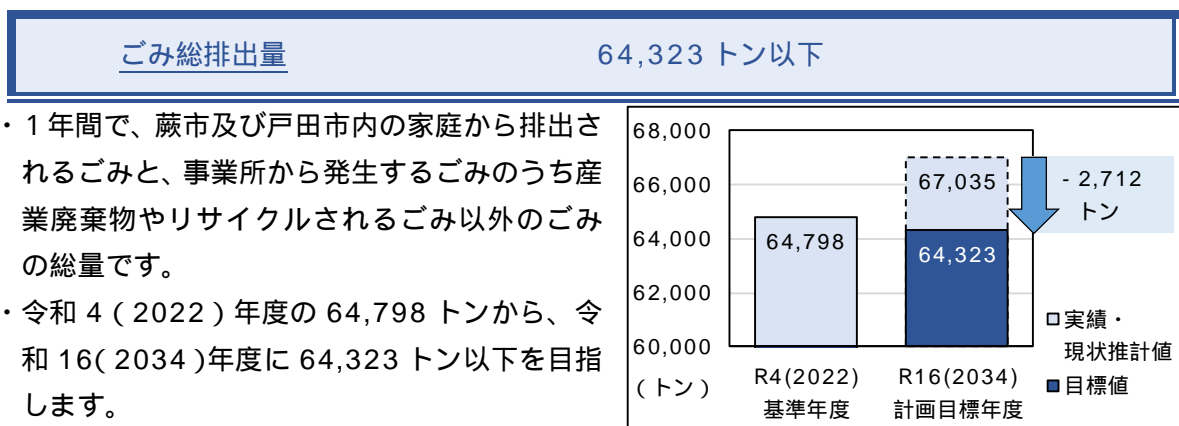 ごみ総排出量 64,323 トン以下
・1年間で、蕨市及び戸田市内の家庭から排出さ
れるごみと、事業所から発生するごみのうち産
業廃棄物やリサイクルされるごみ以外のごみ
の総量です。
・令和 4(2022)年度の 64,798 トンから、令
和 16(2034)年度に 64,323 トン以下を目指
します。
68,000
66,000
64,000
62,000
60,000
(トン)
64,798
67,035
64,323
- 2,712
トン
R4(2022)
基準年度
R16(2034)
計画目標年度
実績・
現状推計値
目標値